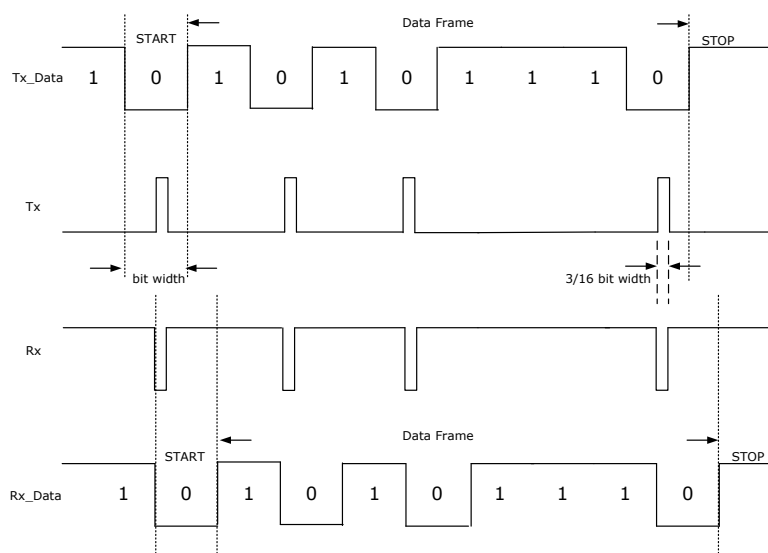 START Data Frame STOP
Tx_Data 1 0 1 0 1 0 1 1 1 0
Tx
bit width 3/16 bit width
Rx
START Data Frame STOP
Rx_Data 1 0 1 0 1 0 1 1 1 0